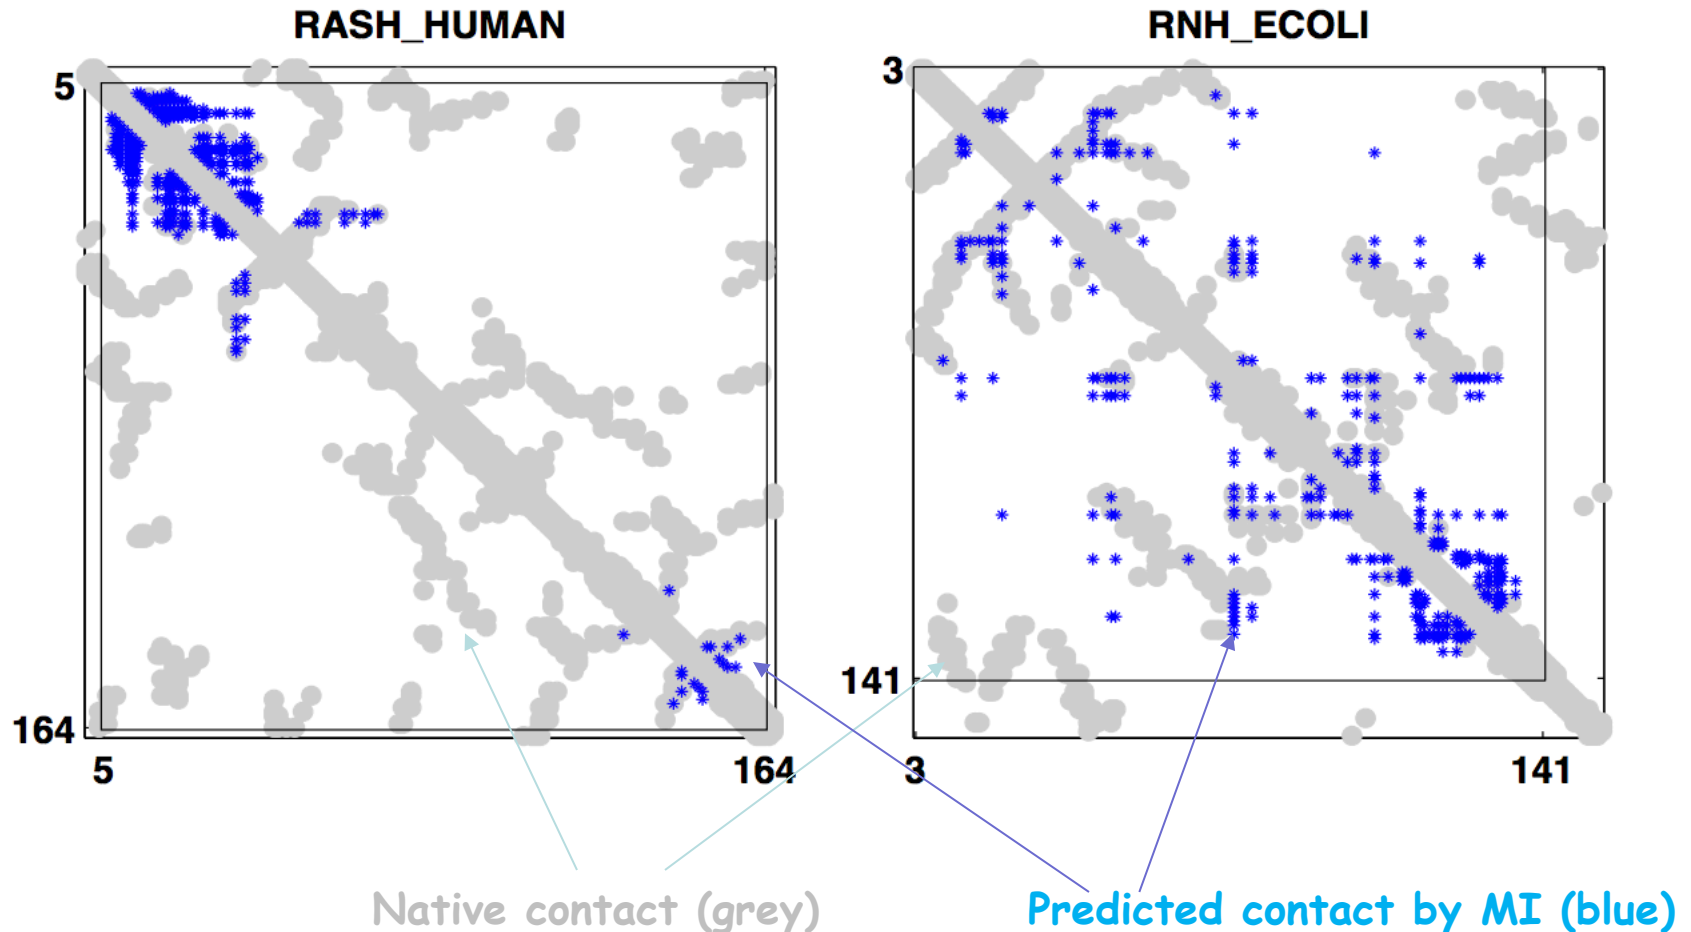 RASH_HUMAN
RNH_ECOLI
5
3
164
141
5
164
3
141
Native contact (grey)
Predicted contact by MI (blue)